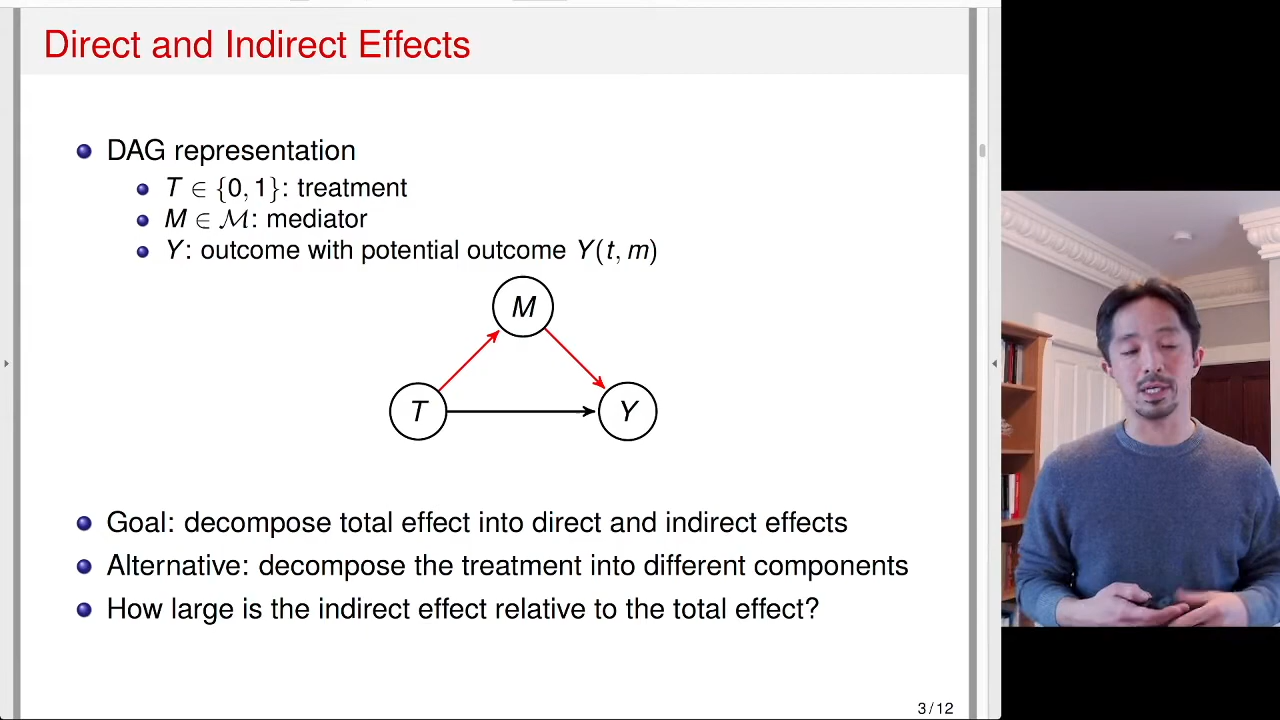 Direct and Indirect Effects
DAG representation
T ∈ {0, 1}: treatment
M ∈ ℳ: mediator
Y: outcome with potential outcome Y(t, m)
M
T
Y
Goal: decompose total effect into direct and indirect effects
Alternative: decompose the treatment into different components
How large is the indirect effect relative to the total effect?
3 / 12